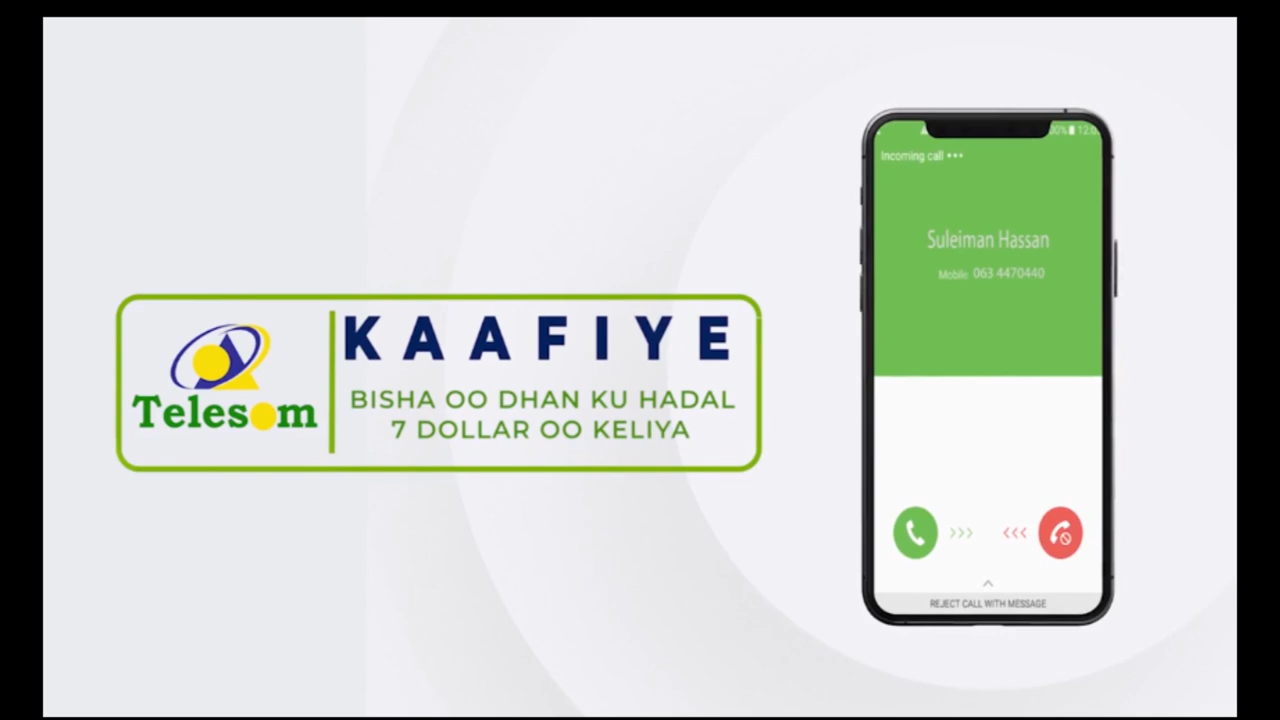 Telesom
KAAFIYE
BISHA OO DHAN KU HADAL
7 DOLLAR OO KELIYA
Incoming call •••
Suleiman Hassan
Mobile 063 4470440
REJECT CALL WITH MESSAGE